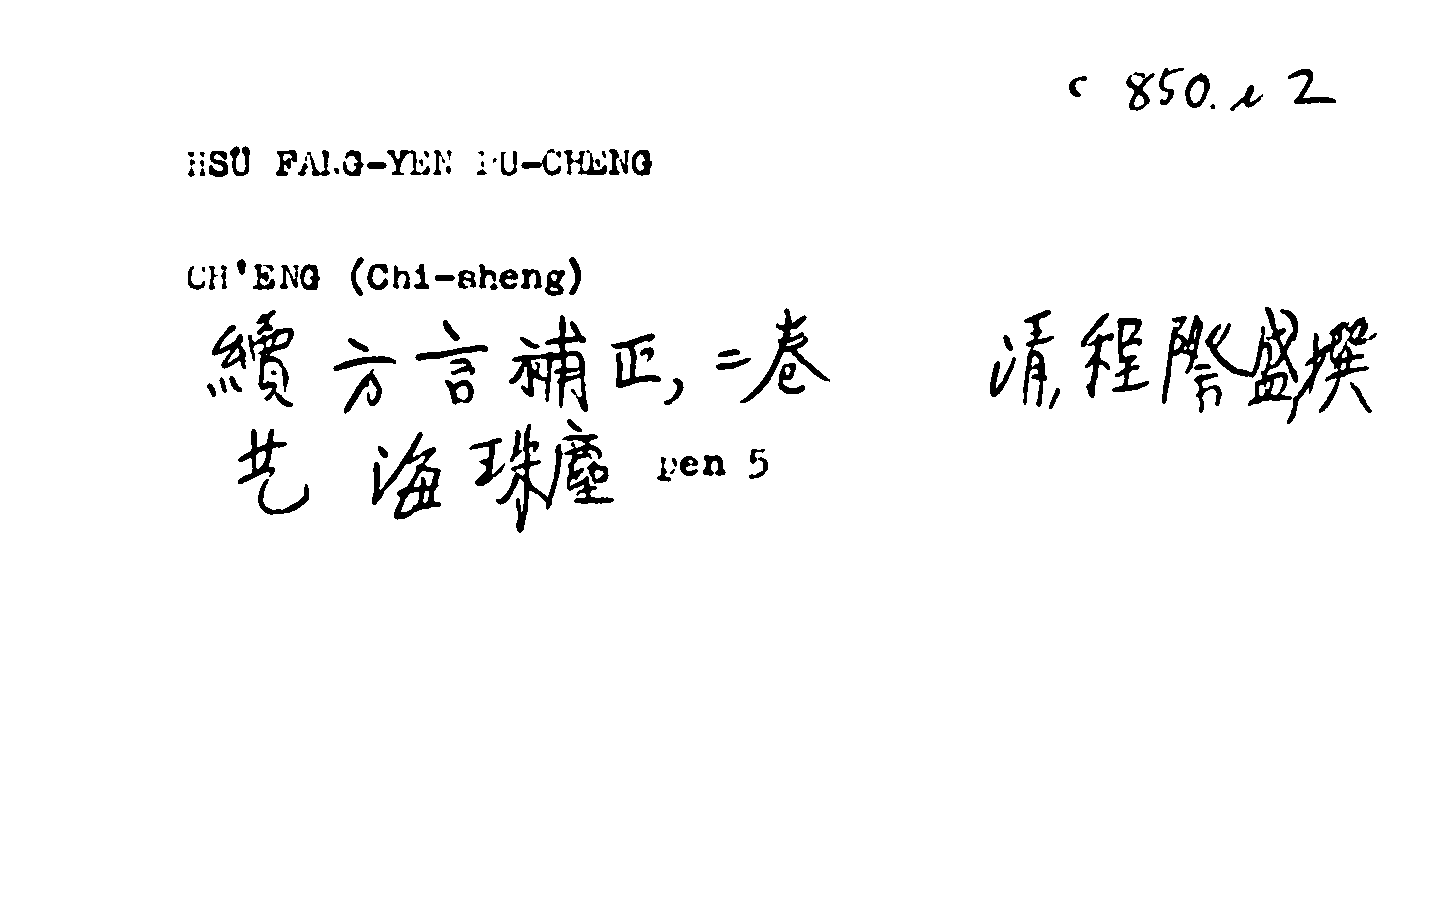 c 850.e 2
HSÜ FANG-YEN PU-CHENG
CH'ENG (Chi-sheng)
續方言補正, 二卷 清, 程際盛撰
艺海珠塵 pen 5